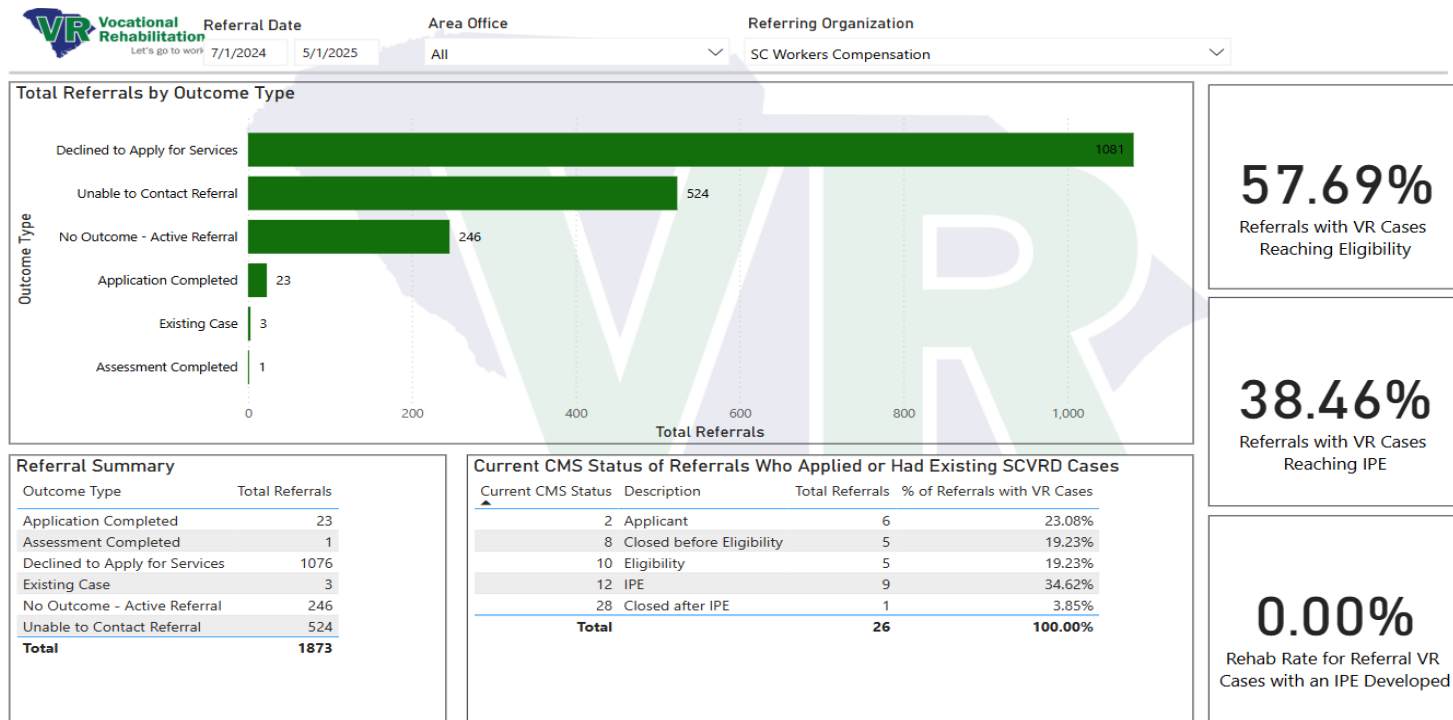 VR Vocational Rehabilitation
Let's go to work
Referral Date
7/1/2024 5/1/2025
Area Office
All
Referring Organization
SC Workers Compensation
Total Referrals by Outcome Type
Outcome Type
Declined to Apply for Services 1081
Unable to Contact Referral 524
No Outcome - Active Referral 246
Application Completed 23
Existing Case 3
Assessment Completed 1
0 200 400 600 800 1,000
Total Referrals
57.69%
Referrals with VR Cases
Reaching Eligibility
38.46%
Referrals with VR Cases
Reaching IPE
0.00%
Rehab Rate for Referral VR
Cases with an IPE Developed
Referral Summary
Outcome Type Total Referrals
Application Completed 23
Assessment Completed 1
Declined to Apply for Services 1076
Existing Case 3
No Outcome - Active Referral 246
Unable to Contact Referral 524
Total 1873
Current CMS Status of Referrals Who Applied or Had Existing SCVRD Cases
Current CMS Status Description Total Referrals % of Referrals with VR Cases
2 Applicant 6 23.08%
8 Closed before Eligibility 5 19.23%
10 Eligibility 5 19.23%
12 IPE 9 34.62%
28 Closed after IPE 1 3.85%
Total 26 100.00%
VR